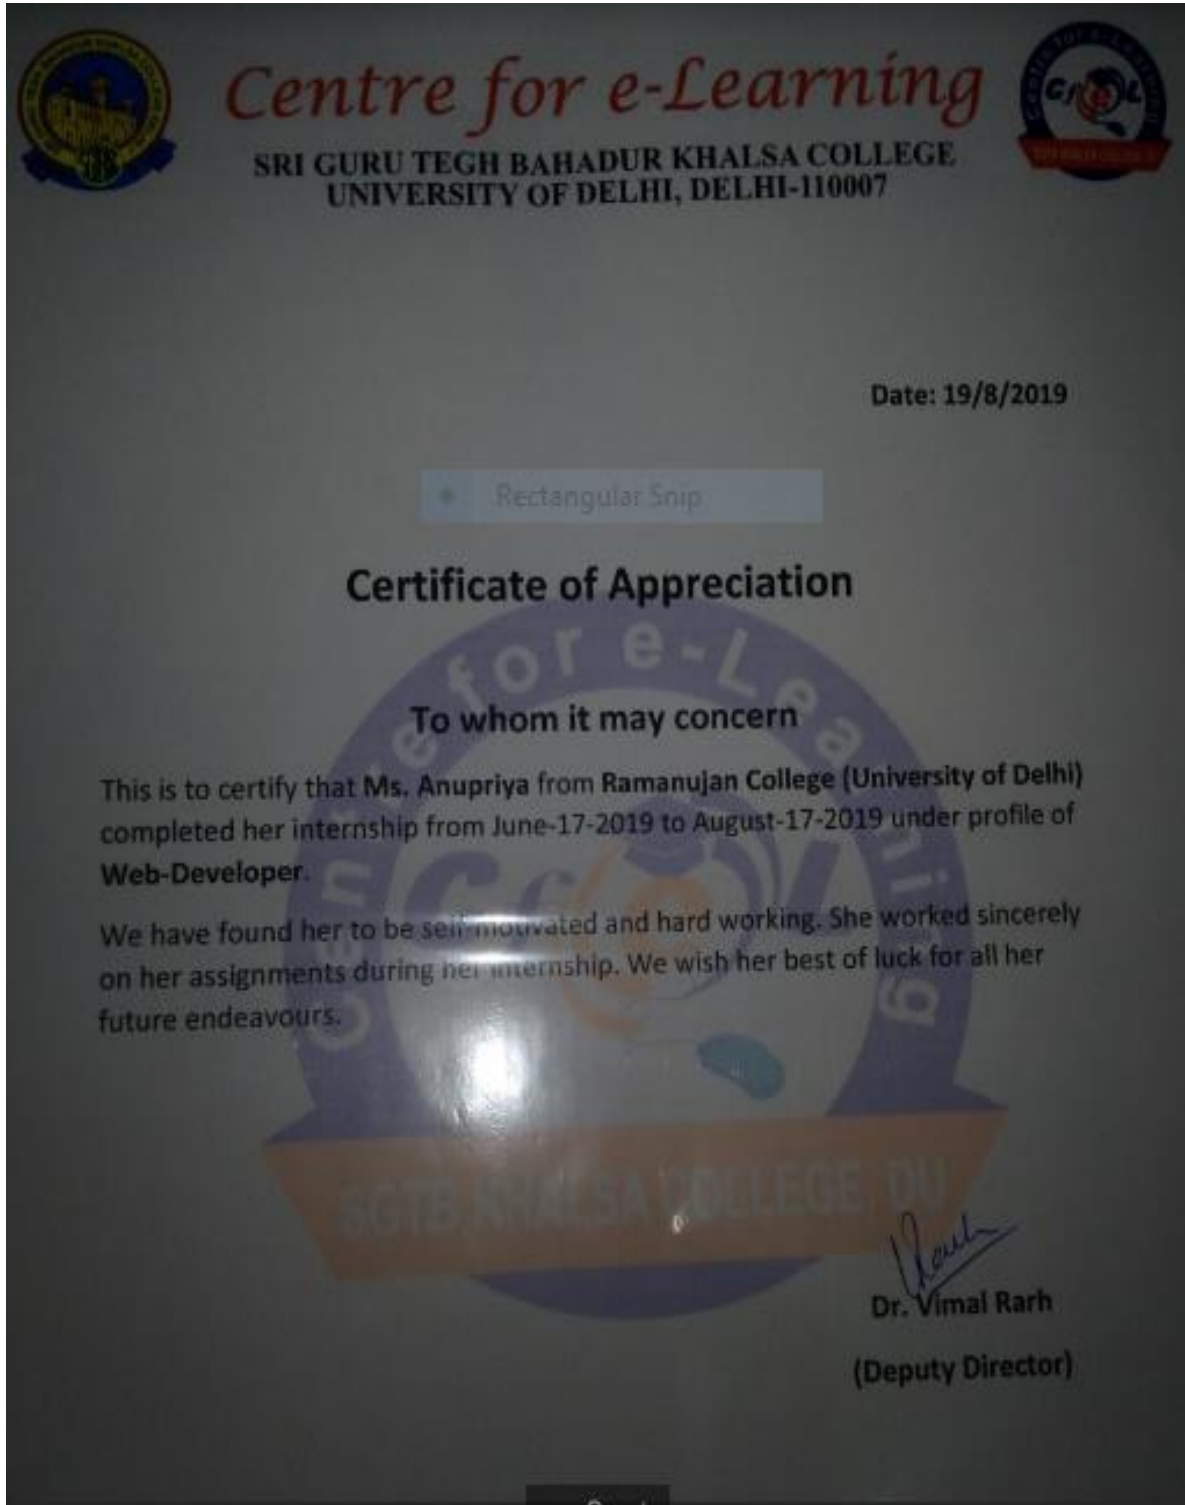 Centre for e-Learning
SRI GURU TEGH BAHADUR KHALSA COLLEGE
UNIVERSITY OF DELHI, DELHI-110007
Date: 19/8/2019
Rectangular Snip
Certificate of Appreciation
To whom it may concern
This is to certify that Ms. Anupriya from Ramanujan College (University of Delhi)
completed her internship from June-17-2019 to August-17-2019 under profile of
Web-Developer.
We have found her to be self-motivated and hard working. She worked sincerely
on her assignments during her internship. We wish her best of luck for all her
future endeavours.
Centre for e-Learning
SGTB KHALSA COLLEGE, DU
Dr. Vimal Rarh
(Deputy Director)